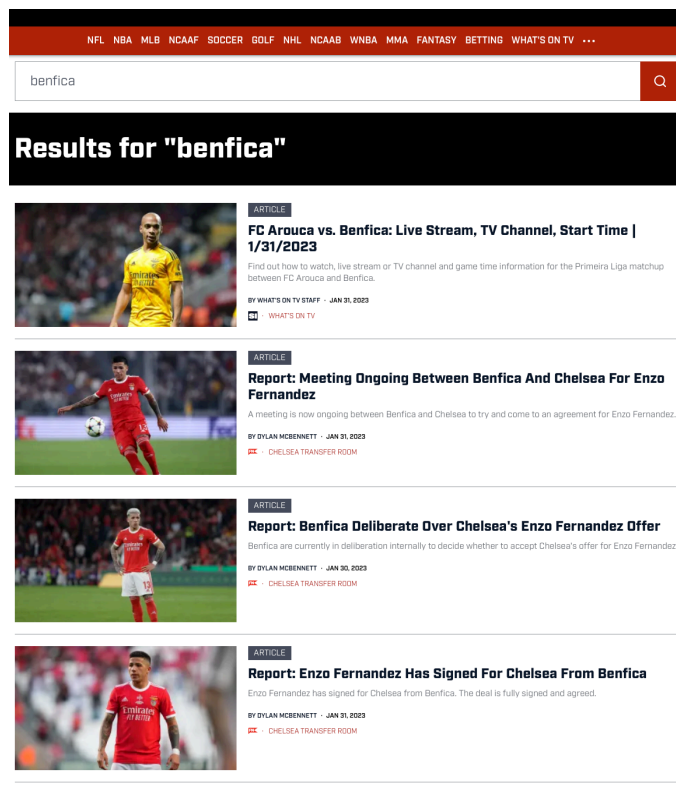 NFL NBA MLB NCAAF SOCCER GOLF NHL NCAAB WNBA MMA FANTASY BETTING WHAT'S ON TV
benfica
Results for "benfica"
ARTICLE
FC Arouca vs. Benfica: Live Stream, TV Channel, Start Time |
1/31/2023
Find out how to watch, live stream or TV channel and game time information for the Primeira Liga matchup
between FC Arouca and Benfica.
BY WHAT'S ON TV STAFF · JAN 31, 2023
SI · WHAT'S ON TV
Emirates
ARTICLE
Report: Meeting Ongoing Between Benfica And Chelsea For Enzo
Fernandez
A meeting is now ongoing between Benfica and Chelsea to try and come to an agreement for Enzo Fernandez.
BY DYLAN MCBENNETT · JAN 31, 2023
· CHELSEA TRANSFER ROOM
ARTICLE
Report: Benfica Deliberate Over Chelsea's Enzo Fernandez Offer
Benfica are currently in deliberation internally to decide whether to accept Chelsea's offer for Enzo Fernandez
BY DYLAN MCBENNETT · JAN 30, 2023
· CHELSEA TRANSFER ROOM
ARTICLE
Report: Enzo Fernandez Has Signed For Chelsea From Benfica
Enzo Fernandez has signed for Chelsea from Benfica. The deal is fully signed and agreed.
BY DYLAN MCBENNETT · JAN 31, 2023
· CHELSEA TRANSFER ROOM
Emirates
FLY BETTER